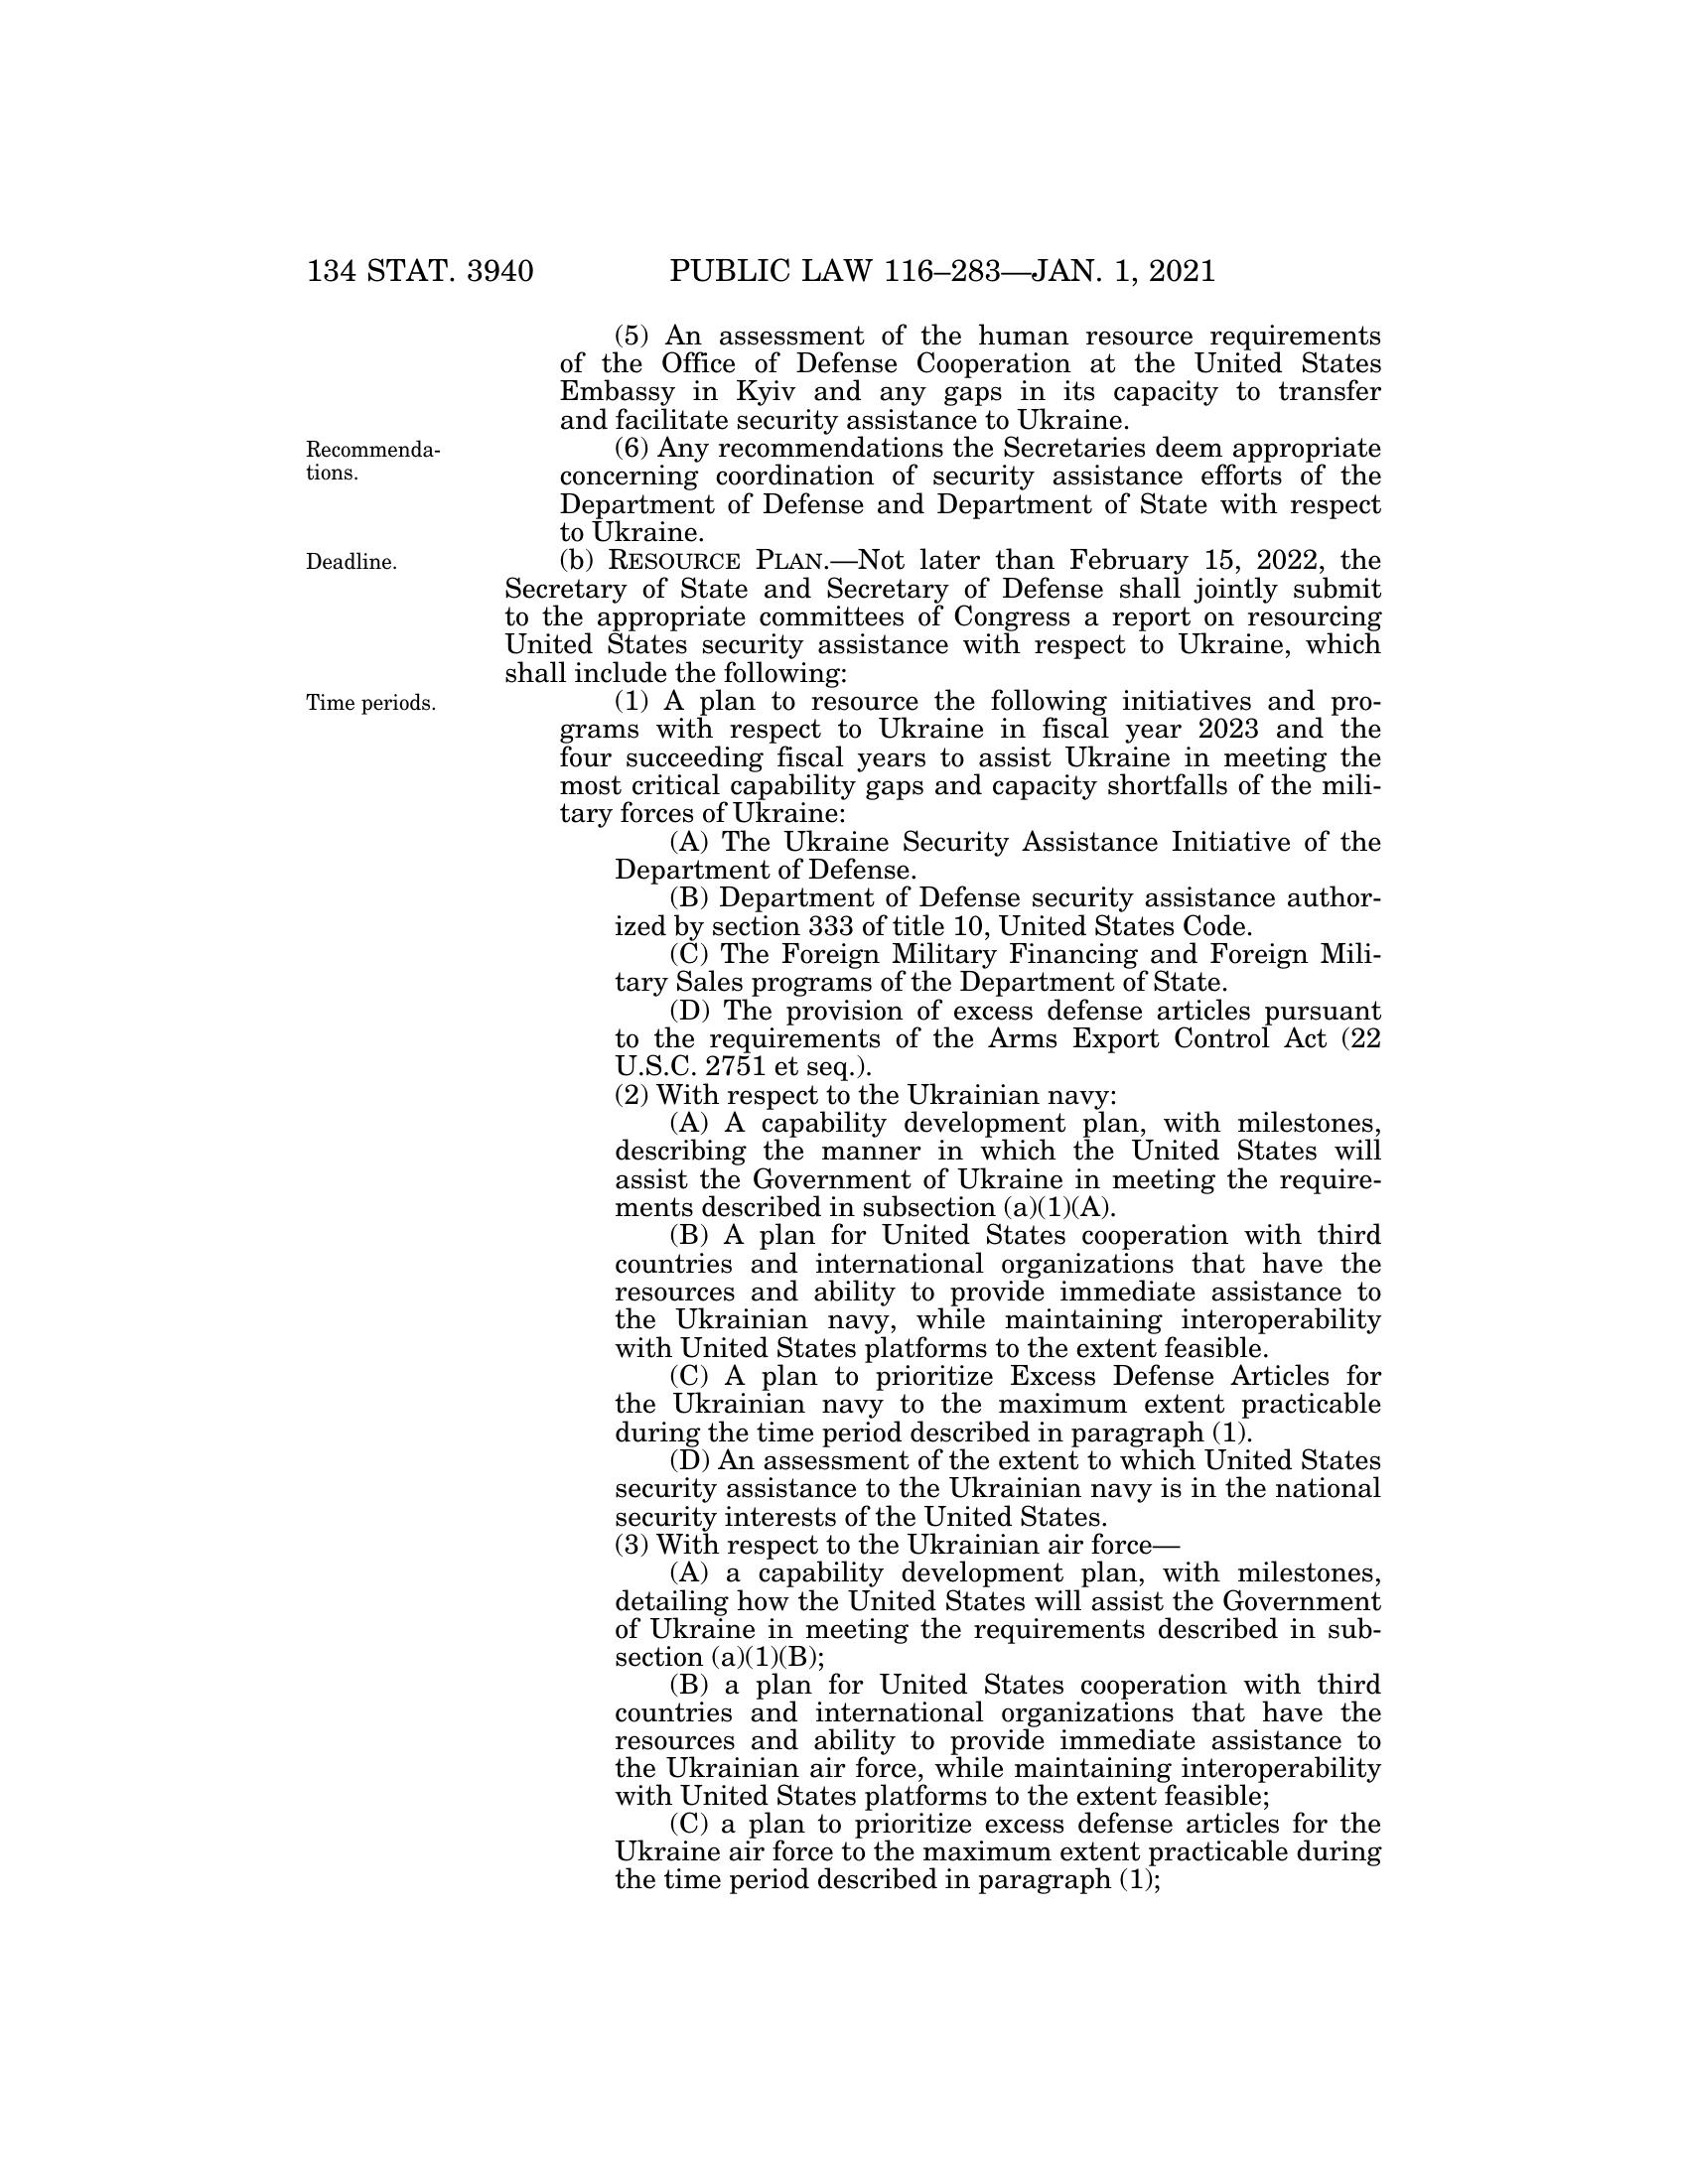 134 STAT. 3940
PUBLIC LAW 116–283—JAN. 1, 2021
(5) An assessment of the human resource requirements
of the Office of Defense Cooperation at the United States
Embassy in Kyiv and any gaps in its capacity to transfer
and facilitate security assistance to Ukraine.
Recommenda-
tions.
(6) Any recommendations the Secretaries deem appropriate
concerning coordination of security assistance efforts of the
Department of Defense and Department of State with respect
to Ukraine.
Deadline.
(b) RESOURCE PLAN.—Not later than February 15, 2022, the
Secretary of State and Secretary of Defense shall jointly submit
to the appropriate committees of Congress a report on resourcing
United States security assistance with respect to Ukraine, which
shall include the following:
Time periods.
(1) A plan to resource the following initiatives and pro-
grams with respect to Ukraine in fiscal year 2023 and the
four succeeding fiscal years to assist Ukraine in meeting the
most critical capability gaps and capacity shortfalls of the mili-
tary forces of Ukraine:
(A) The Ukraine Security Assistance Initiative of the
Department of Defense.
(B) Department of Defense security assistance author-
ized by section 333 of title 10, United States Code.
(C) The Foreign Military Financing and Foreign Mili-
tary Sales programs of the Department of State.
(D) The provision of excess defense articles pursuant
to the requirements of the Arms Export Control Act (22
U.S.C. 2751 et seq.).
(2) With respect to the Ukrainian navy:
(A) A capability development plan, with milestones,
describing the manner in which the United States will
assist the Government of Ukraine in meeting the require-
ments described in subsection (a)(1)(A).
(B) A plan for United States cooperation with third
countries and international organizations that have the
resources and ability to provide immediate assistance to
the Ukrainian navy, while maintaining interoperability
with United States platforms to the extent feasible.
(C) A plan to prioritize Excess Defense Articles for
the Ukrainian navy to the maximum extent practicable
during the time period described in paragraph (1).
(D) An assessment of the extent to which United States
security assistance to the Ukrainian navy is in the national
security interests of the United States.
(3) With respect to the Ukrainian air force—
(A) a capability development plan, with milestones,
detailing how the United States will assist the Government
of Ukraine in meeting the requirements described in sub-
section (a)(1)(B);
(B) a plan for United States cooperation with third
countries and international organizations that have the
resources and ability to provide immediate assistance to
the Ukrainian air force, while maintaining interoperability
with United States platforms to the extent feasible;
(C) a plan to prioritize excess defense articles for the
Ukraine air force to the maximum extent practicable during
the time period described in paragraph (1);